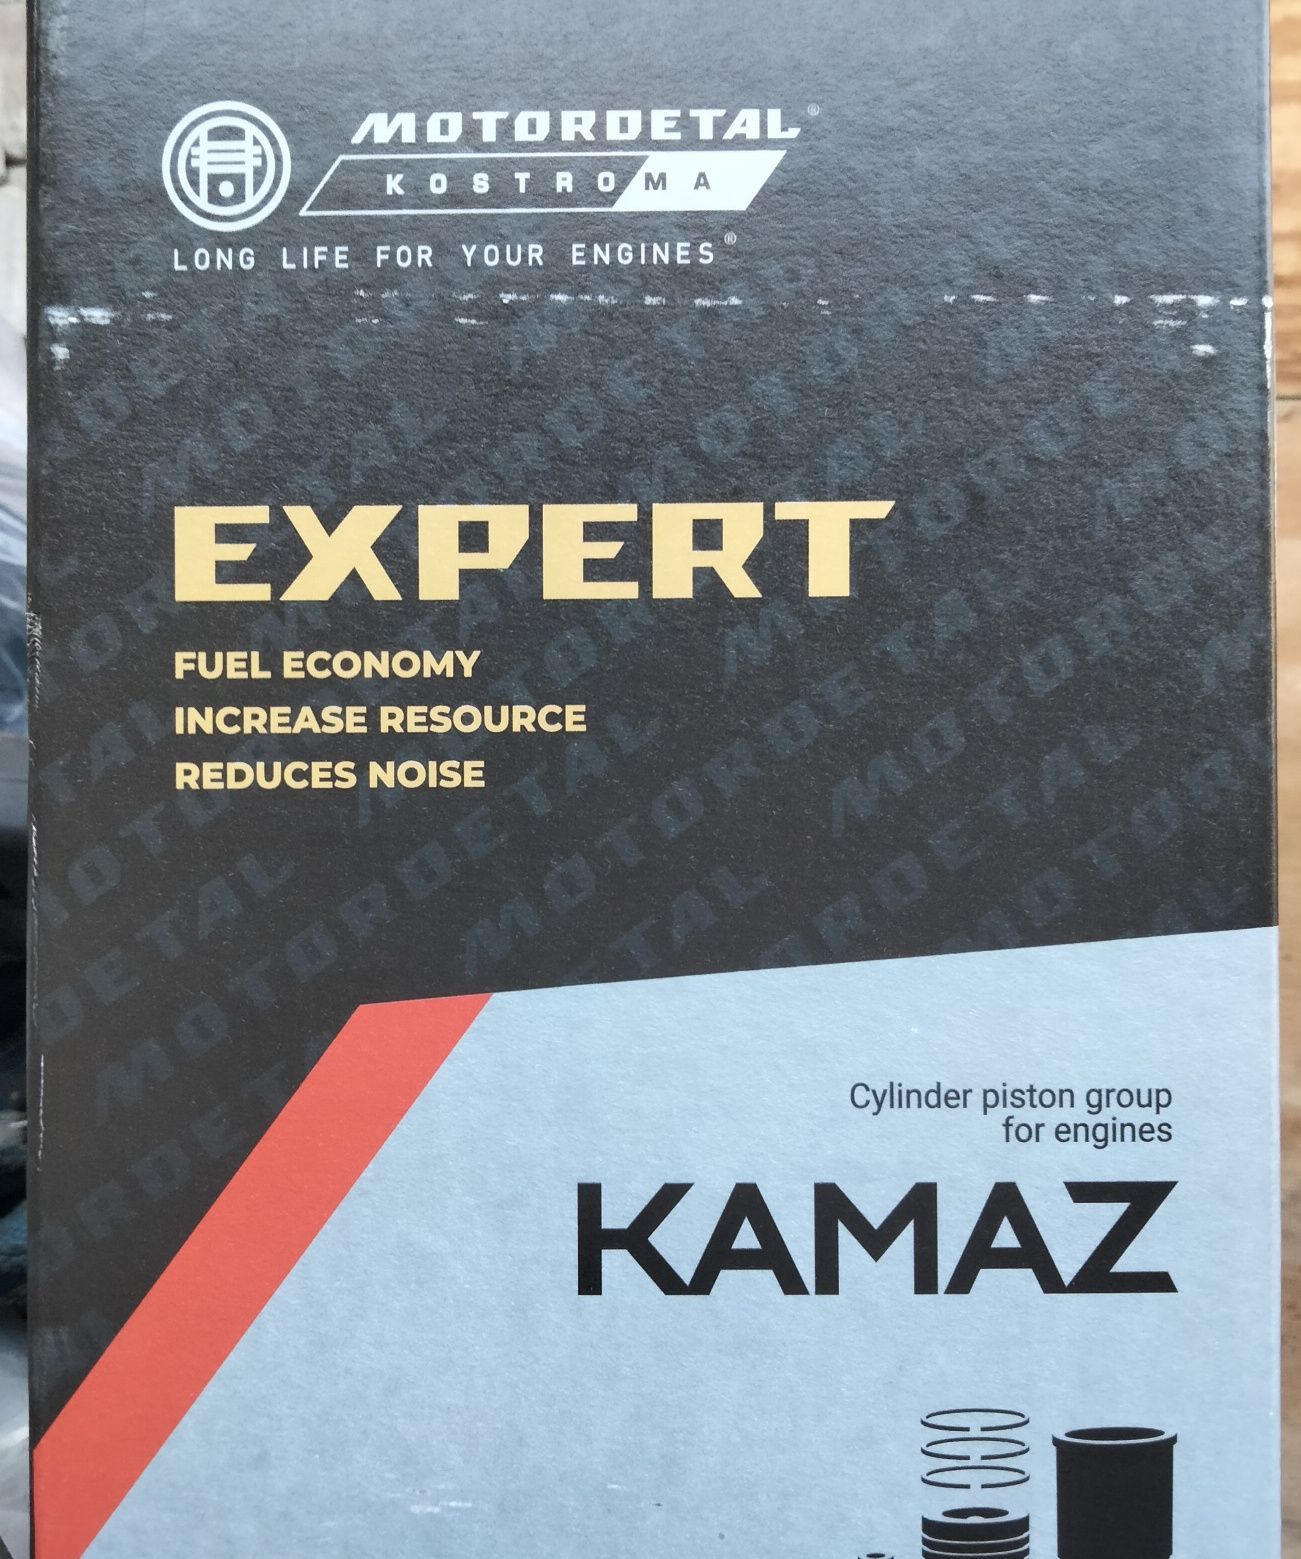 MOTORDETAL®
KOSTROMA
LONG LIFE FOR YOUR ENGINES®
EXPERT
FUEL ECONOMY
INCREASE RESOURCE
REDUCES NOISE
Cylinder piston group
for engines
KAMAZ